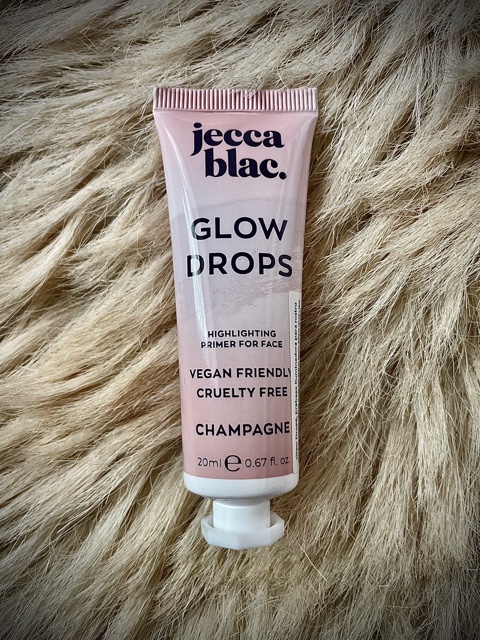 jecca
blac.
GLOW
DROPS
HIGHLIGHTING
PRIMER FOR FACE
VEGAN FRIENDLY
CRUELTY FREE
CHAMPAGNE
20ml e 0.67 fl. oz.